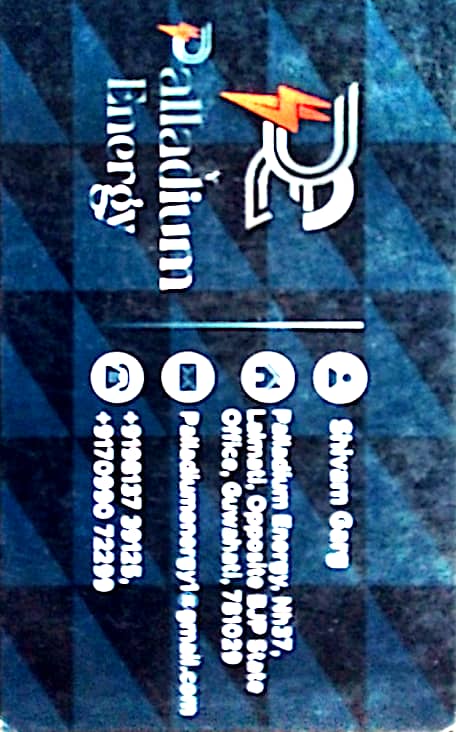 PE
Palladium
Energy
Shivam Garg
Palladium Energy, Nh37,
Lalmati, Opposite BJP State
Office, Guwahati, 781029
Palladiumenergy1@gmail.com
+9198137 39125,
+9170990 72299